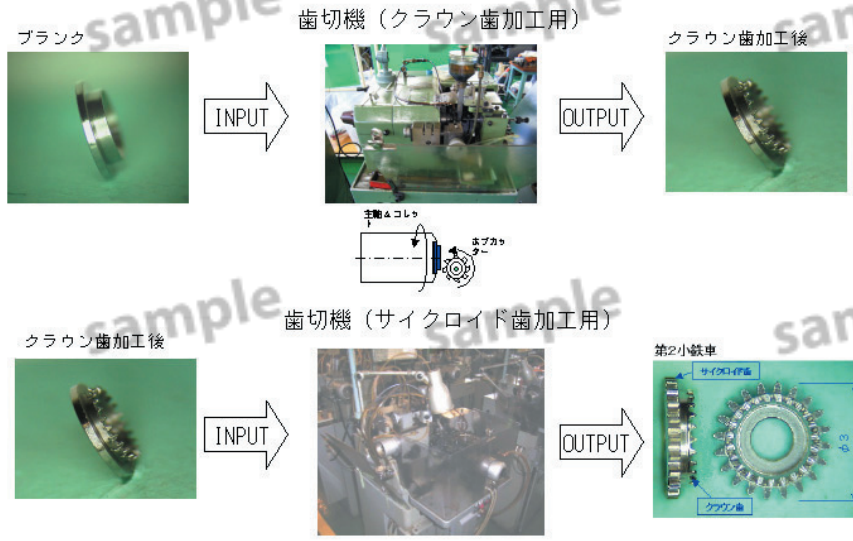 sample
sample
sam
歯切機（クラウン歯加工用）
ブランク
クラウン歯加工後
INPUT
OUTPUT
主軸&コレッ
ト
ホブカッ
ター
sample
sample
sam
歯切機（サイクロイド歯加工用）
クラウン歯加工後
第2小鉄車
サイクロイド歯
INPUT
OUTPUT
φ3
クラウン歯